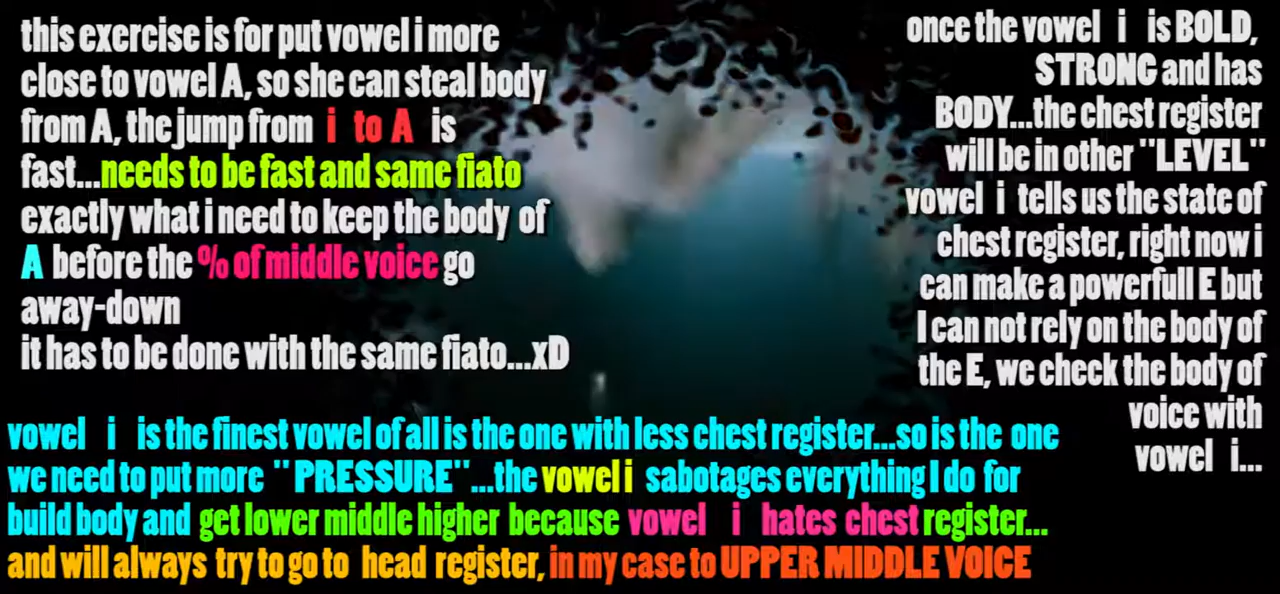 this exercise is for put vowel i more
close to vowel A, so she can steal body
from A, the jump from i to A is
fast...needs to be fast and same fiato
exactly what i need to keep the body of
A before the % of middle voice go
away-down
it has to be done with the same fiato...xD
once the vowel i is BOLD,
STRONG and has
BODY...the chest register
will be in other "LEVEL"
vowel i tells us the state of
chest register, right now i
can make a powerfull E but
I can not rely on the body of
the E, we check the body of
voice with
vowel i...
vowel i is the finest vowel of all is the one with less chest register...so is the one
we need to put more "PRESSURE"...the vowel i sabotages everything I do for
build body and get lower middle higher because vowel i hates chest register...
and will always try to go to head register, in my case to UPPER MIDDLE VOICE